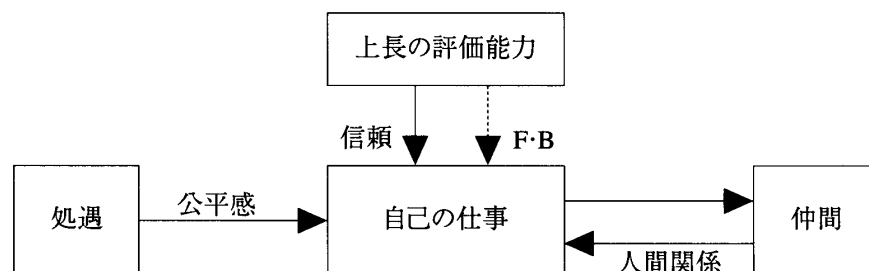 上長の評価能力
信頼
F·B
処遇
公平感
自己の仕事
仲間
人間関係